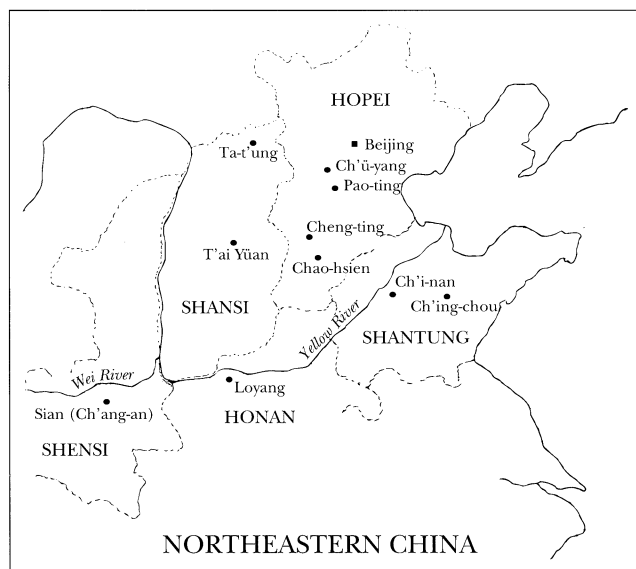 HOPEI
Beijing
Ta-t'ung
Ch'ü-yang
Pao-ting
Cheng-ting
T'ai Yüan
Chao-hsien
Ch'i-nan
Ch'ing-chou
SHANSI
Yellow River
SHANTUNG
Wei River
Loyang
Sian (Ch'ang-an)
HONAN
SHENSI
NORTHEASTERN CHINA